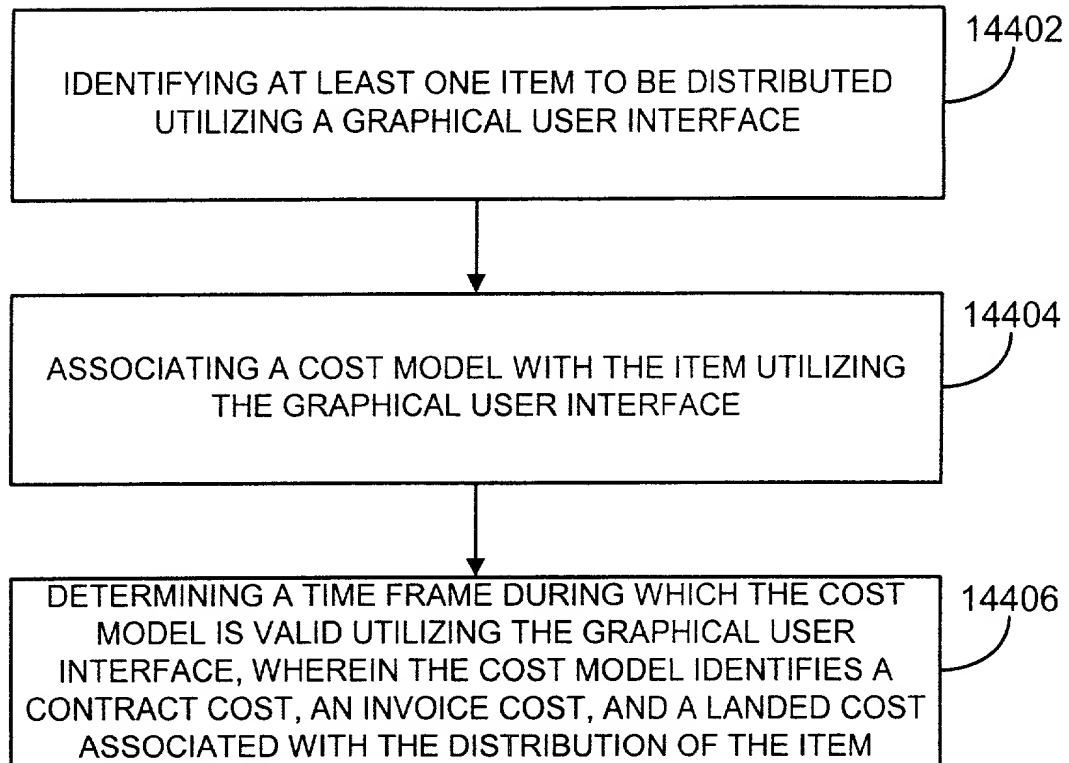 14402
IDENTIFYING AT LEAST ONE ITEM TO BE DISTRIBUTED
UTILIZING A GRAPHICAL USER INTERFACE
14404
ASSOCIATING A COST MODEL WITH THE ITEM UTILIZING
THE GRAPHICAL USER INTERFACE
14406
DETERMINING A TIME FRAME DURING WHICH THE COST
MODEL IS VALID UTILIZING THE GRAPHICAL USER
INTERFACE, WHEREIN THE COST MODEL IDENTIFIES A
CONTRACT COST, AN INVOICE COST, AND A LANDED COST
ASSOCIATED WITH THE DISTRIBUTION OF THE ITEM